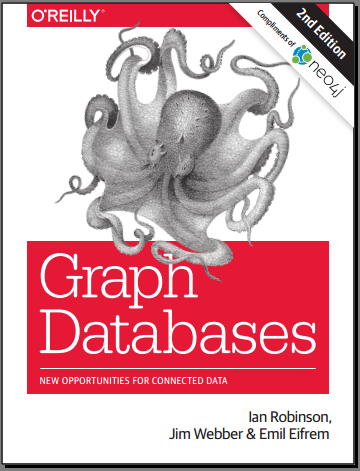 O'REILLY®
2nd Edition
Compliments of
neo4j
Graph
Databases
NEW OPPORTUNITIES FOR CONNECTED DATA
Ian Robinson,
Jim Webber & Emil Eifrem